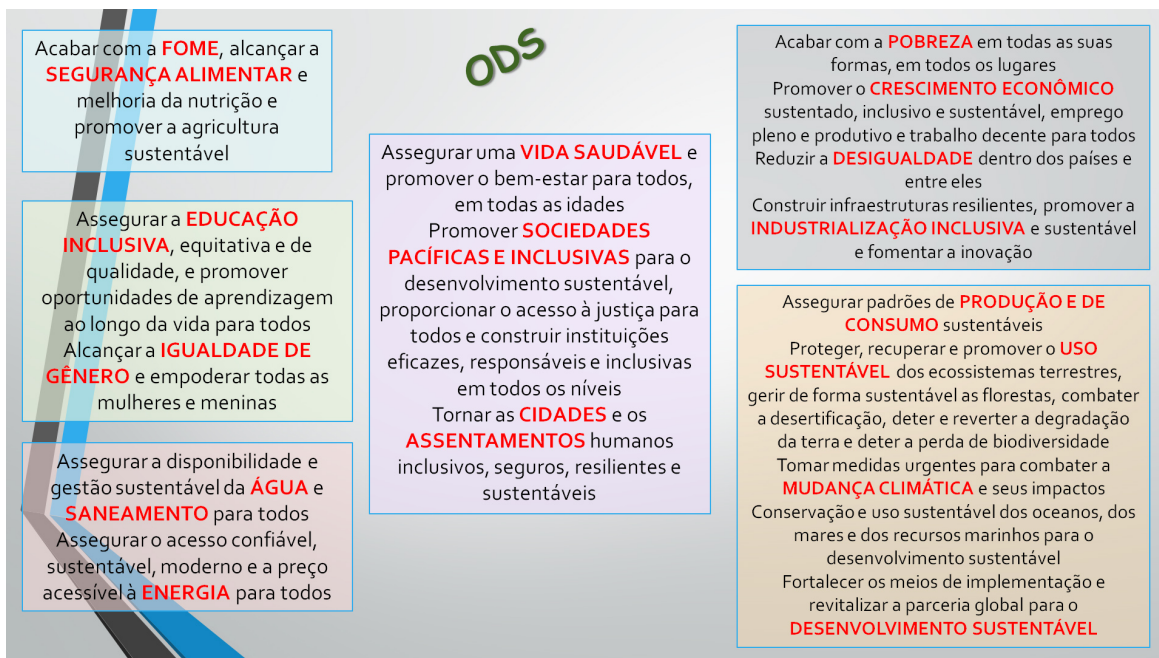 ODS
Acabar com a FOME, alcançar a
SEGURANÇA ALIMENTAR e
melhoria da nutrição e
promover a agricultura
sustentável
Assegurar a EDUCAÇÃO
INCLUSIVA, equitativa e de
qualidade, e promover
oportunidades de aprendizagem
ao longo da vida para todos
Alcançar a IGUALDADE DE
GÊNERO e empoderar todas as
mulheres e meninas
Assegurar a disponibilidade e
gestão sustentável da ÁGUA e
SANEAMENTO para todos
Assegurar o acesso confiável,
sustentável, moderno e a preço
acessível à ENERGIA para todos
Assegurar uma VIDA SAUDÁVEL e
promover o bem-estar para todos,
em todas as idades
Promover SOCIEDADES
PACÍFICAS E INCLUSIVAS para o
desenvolvimento sustentável,
proporcionar o acesso à justiça para
todos e construir instituições
eficazes, responsáveis e inclusivas
em todos os níveis
Tornar as CIDADES e os
ASSENTAMENTOS humanos
inclusivos, seguros, resilientes e
sustentáveis
Acabar com a POBREZA em todas as suas
formas, em todos os lugares
Promover o CRESCIMENTO ECONÔMICO
sustentado, inclusivo e sustentável, emprego
pleno e produtivo e trabalho decente para todos
Reduzir a DESIGUALDADE dentro dos países e
entre eles
Construir infraestruturas resilientes, promover a
INDUSTRIALIZAÇÃO INCLUSIVA e sustentável
e fomentar a inovação
Assegurar padrões de PRODUÇÃO E DE
CONSUMO sustentáveis
Proteger, recuperar e promover o USO
SUSTENTÁVEL dos ecossistemas terrestres,
gerir de forma sustentável as florestas, combater
a desertificação, deter e reverter a degradação
da terra e deter a perda de biodiversidade
Tomar medidas urgentes para combater a
MUDANÇA CLIMÁTICA e seus impactos
Conservação e uso sustentável dos oceanos, dos
mares e dos recursos marinhos para o
desenvolvimento sustentável
Fortalecer os meios de implementação e
revitalizar a parceria global para o
DESENVOLVIMENTO SUSTENTÁVEL